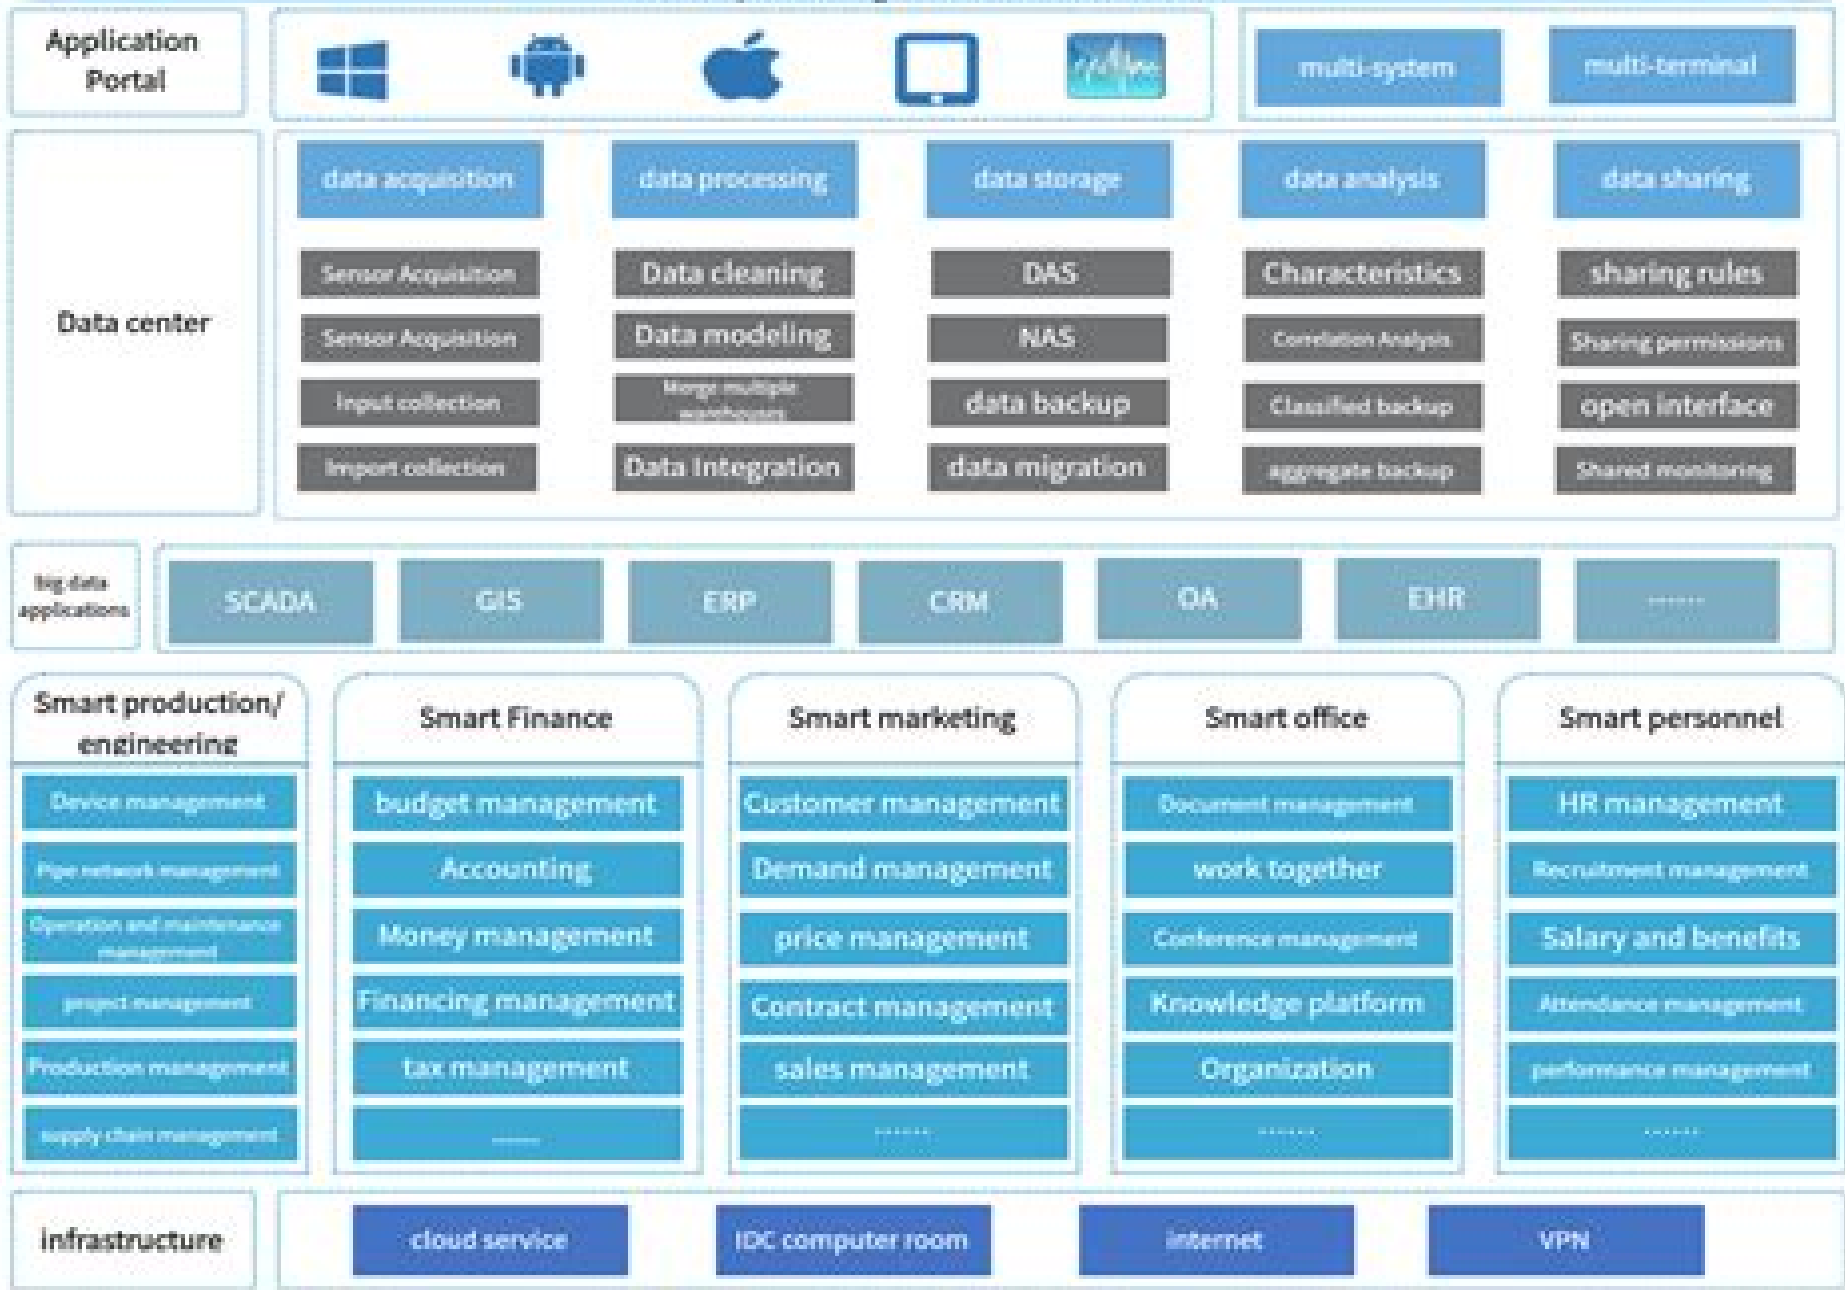 Application
Portal
multi-system
multi-terminal
Data center
data acquisition
data processing
data storage
data analysis
data sharing
Sensor Acquisition
Data cleaning
DAS
Characteristics
sharing rules
Sensor Acquisition
Data modeling
NAS
Correlation Analysis
Sharing permissions
Input collection
Merge multiple
warehouses
data backup
Classified backup
open interface
Import collection
Data Integration
data migration
aggregate backup
Shared monitoring
big data
applications
SCADA
GIS
ERP
CRM
OA
EHR
......
Smart production/
engineering
Device management
Pipe network management
Operation and maintenance
management
project management
Production management
supply chain management
Smart Finance
budget management
Accounting
Money management
Financing management
tax management
......
Smart marketing
Customer management
Demand management
price management
Contract management
sales management
......
Smart office
Document management
work together
Conference management
Knowledge platform
Organization
......
Smart personnel
HR management
Recruitment management
Salary and benefits
Attendance management
performance management
......
infrastructure
cloud service
IDC computer room
internet
VPN